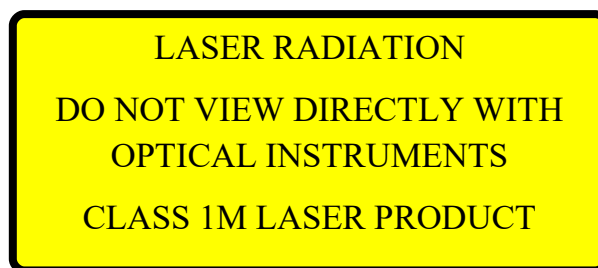 LASER RADIATION
DO NOT VIEW DIRECTLY WITH
OPTICAL INSTRUMENTS
CLASS 1M LASER PRODUCT